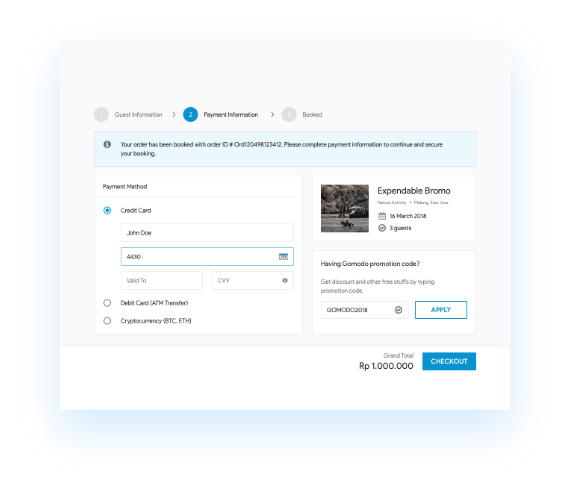 1 Guest Information > 2 Payment Information > 3 Booked
Your order has been booked with order ID # Ord120498123412. Please complete payment information to continue and secure
your booking.
Payment Method
Credit Card
John Doe
4430
Valid To
CVV
Debit Card (ATM Transfer)
Cryptocurrency (BTC, ETH)
Expendable Bromo
Nature Activity • Malang, East Java
16 March 2018
3 guests
Having Gomodo promotion code?
Get discount and other free stuffs by typing
promotion code.
GOMODO2018
APPLY
Grand Total
Rp 1.000.000
CHECKOUT